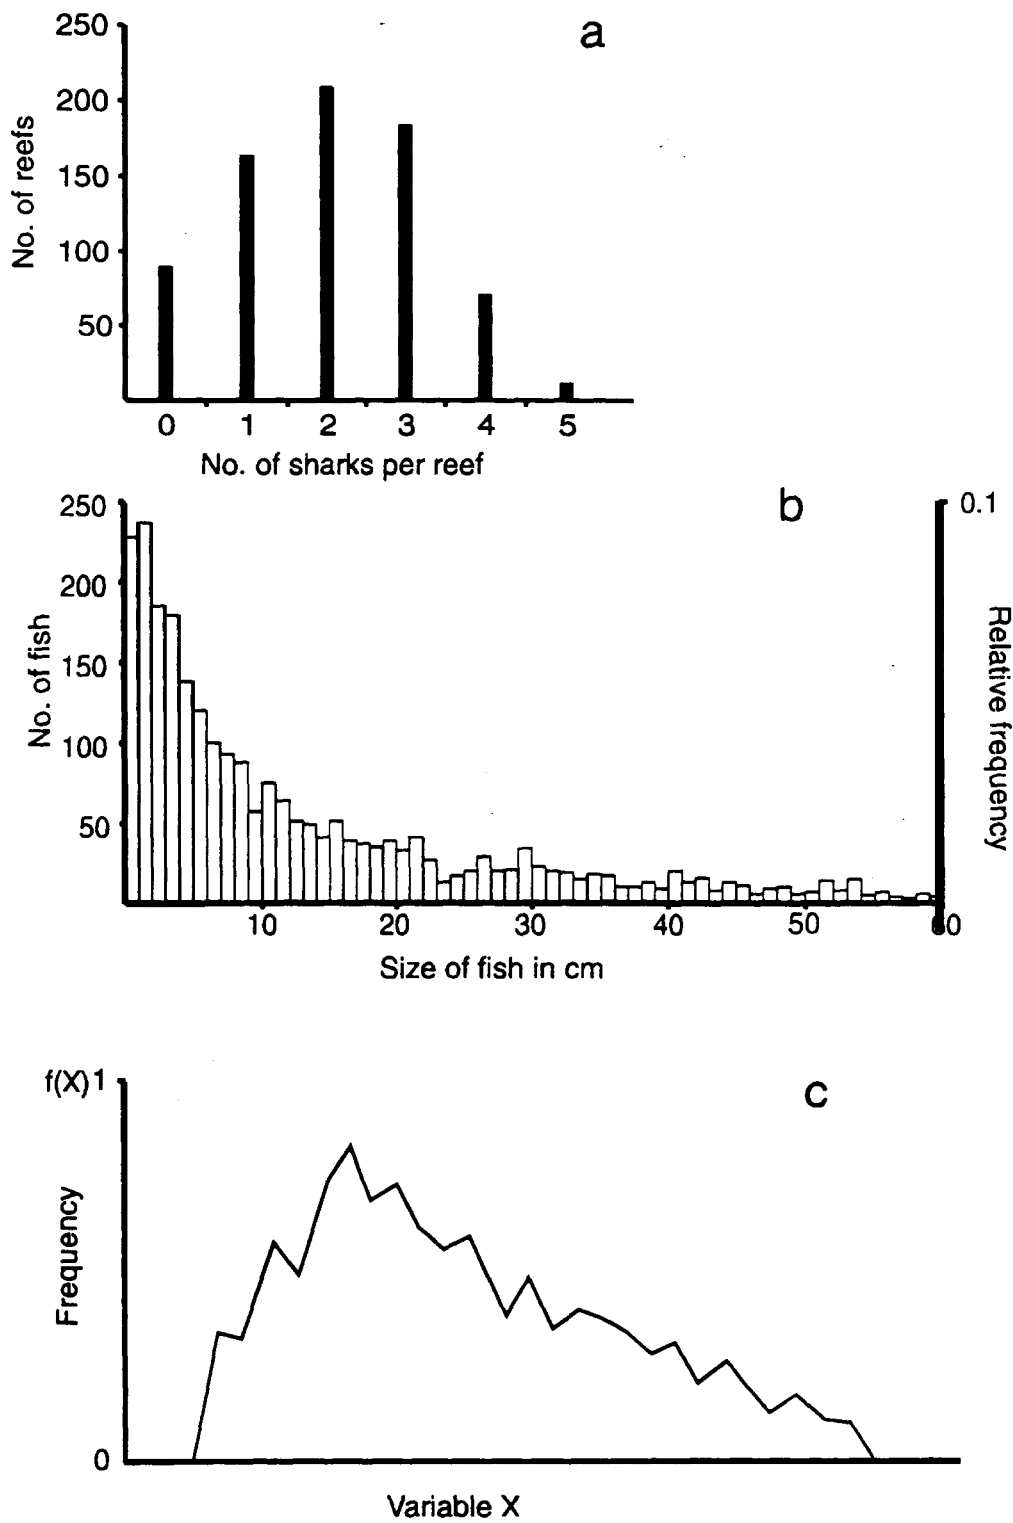 a
250
200
150
100
50
No. of reefs
0 1 2 3 4 5
No. of sharks per reef
b
250
200
150
100
50
No. of fish
0.1
Relative frequency
10 20 30 40 50 60
Size of fish in cm
c
f(X) 1
Frequency
0
Variable X